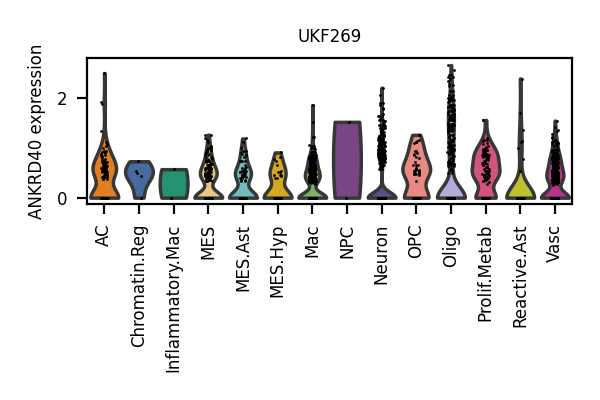 UKF269
ANKRD40 expression
2
0
AC
Chromatin.Reg
Inflammatory.Mac
MES
MES.Ast
MES.Hyp
Mac
NPC
Neuron
OPC
Oligo
Prolif.Metab
Reactive.Ast
Vasc